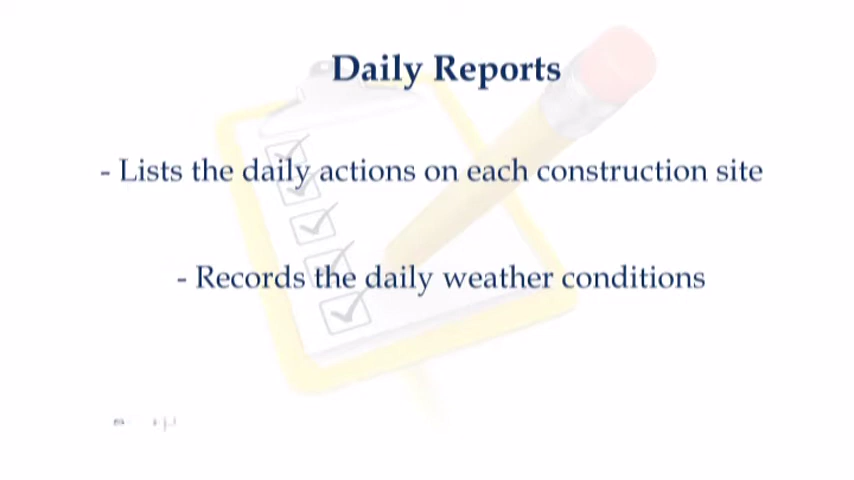 Daily Reports
- Lists the daily actions on each construction site
- Records the daily weather conditions